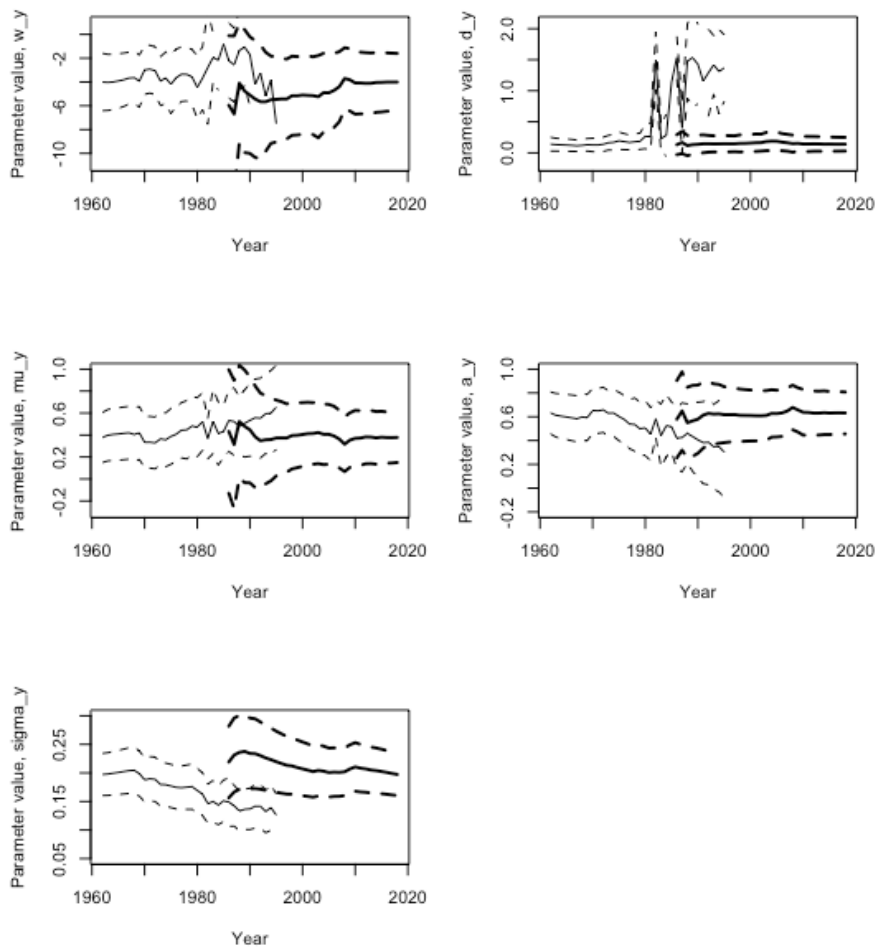 Parameter value, w_y
-10
-6
-2
1960 1980 2000 2020
Year
Parameter value, d_y
0.0
1.0
2.0
1960 1980 2000 2020
Year
Parameter value, mu_y
-0.2
0.2
0.6
1.0
1960 1980 2000 2020
Year
Parameter value, a_y
-0.2
0.2
0.6
1.0
1960 1980 2000 2020
Year
Parameter value, sigma_y
0.05
0.15
0.25
1960 1980 2000 2020
Year